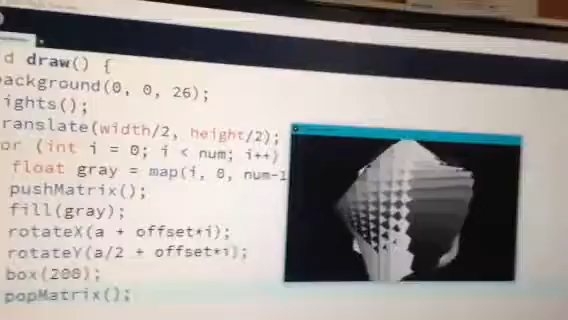 d draw() {
background(0, 0, 26);
ights();
ranslate(width/2, height/2);
or (int i = 0; i < num; i++)
float gray = map(i, 0, num-1
pushMatrix();
fill(gray);
rotateX(a + offset*i);
rotateY(a/2 + offset*i);
box(200);
popMatrix();